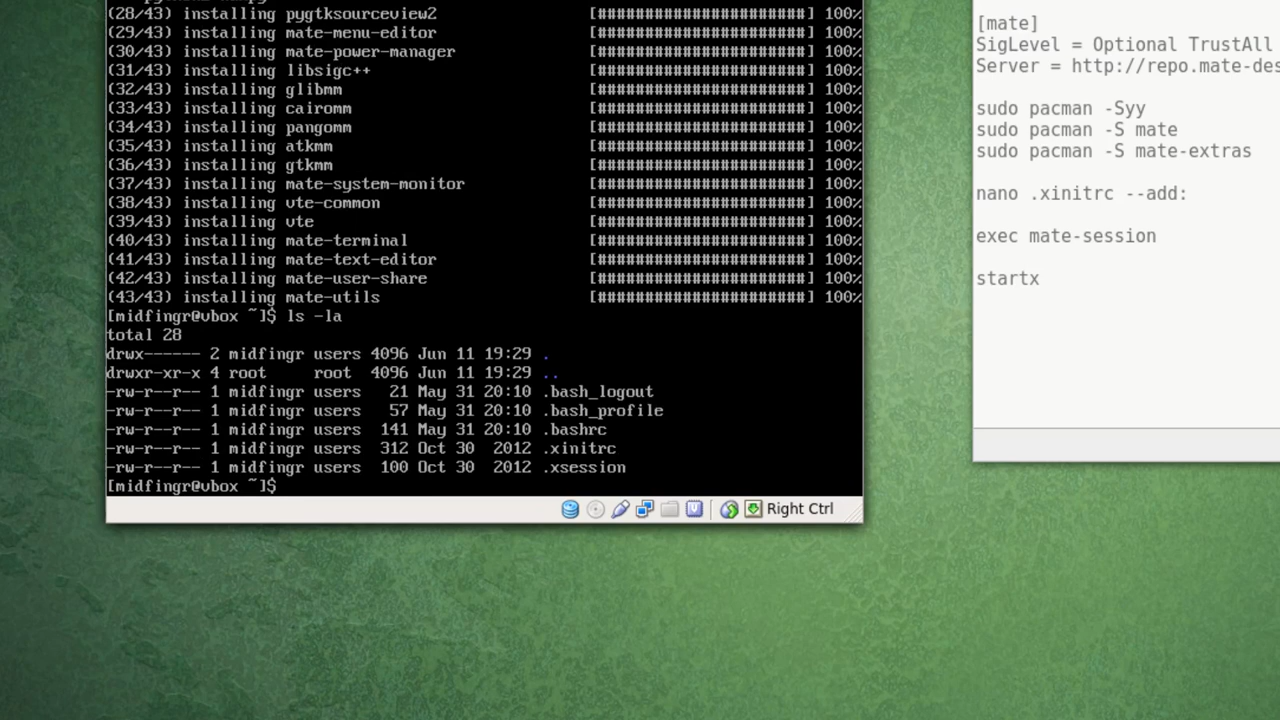 (28/43) installing pygtksourceview2 [######################] 100%
(29/43) installing mate-menu-editor [######################] 100%
(30/43) installing mate-power-manager [######################] 100%
(31/43) installing libsigc++ [######################] 100%
(32/43) installing glibmm [######################] 100%
(33/43) installing cairomm [######################] 100%
(34/43) installing pangomm [######################] 100%
(35/43) installing atkmm [######################] 100%
(36/43) installing gtkmm [######################] 100%
(37/43) installing mate-system-monitor [######################] 100%
(38/43) installing vte-common [######################] 100%
(39/43) installing vte [######################] 100%
(40/43) installing mate-terminal [######################] 100%
(41/43) installing mate-text-editor [######################] 100%
(42/43) installing mate-user-share [######################] 100%
(43/43) installing mate-utils [######################] 100%
[midfingr@vbox ~]$ ls -la
total 28
drwx------ 2 midfingr users 4096 Jun 11 19:29 .
drwxr-xr-x 4 root root 4096 Jun 11 19:29 ..
-rw-r--r-- 1 midfingr users 21 May 31 20:10 .bash_logout
-rw-r--r-- 1 midfingr users 57 May 31 20:10 .bash_profile
-rw-r--r-- 1 midfingr users 141 May 31 20:10 .bashrc
-rw-r--r-- 1 midfingr users 312 Oct 30 2012 .xinitrc
-rw-r--r-- 1 midfingr users 100 Oct 30 2012 .xsession
[midfingr@vbox ~]$
Right Ctrl
[mate]
SigLevel = Optional TrustAll
Server = http://repo.mate-des
sudo pacman -Syy
sudo pacman -S mate
sudo pacman -S mate-extras
nano .xinitrc --add:
exec mate-session
startx